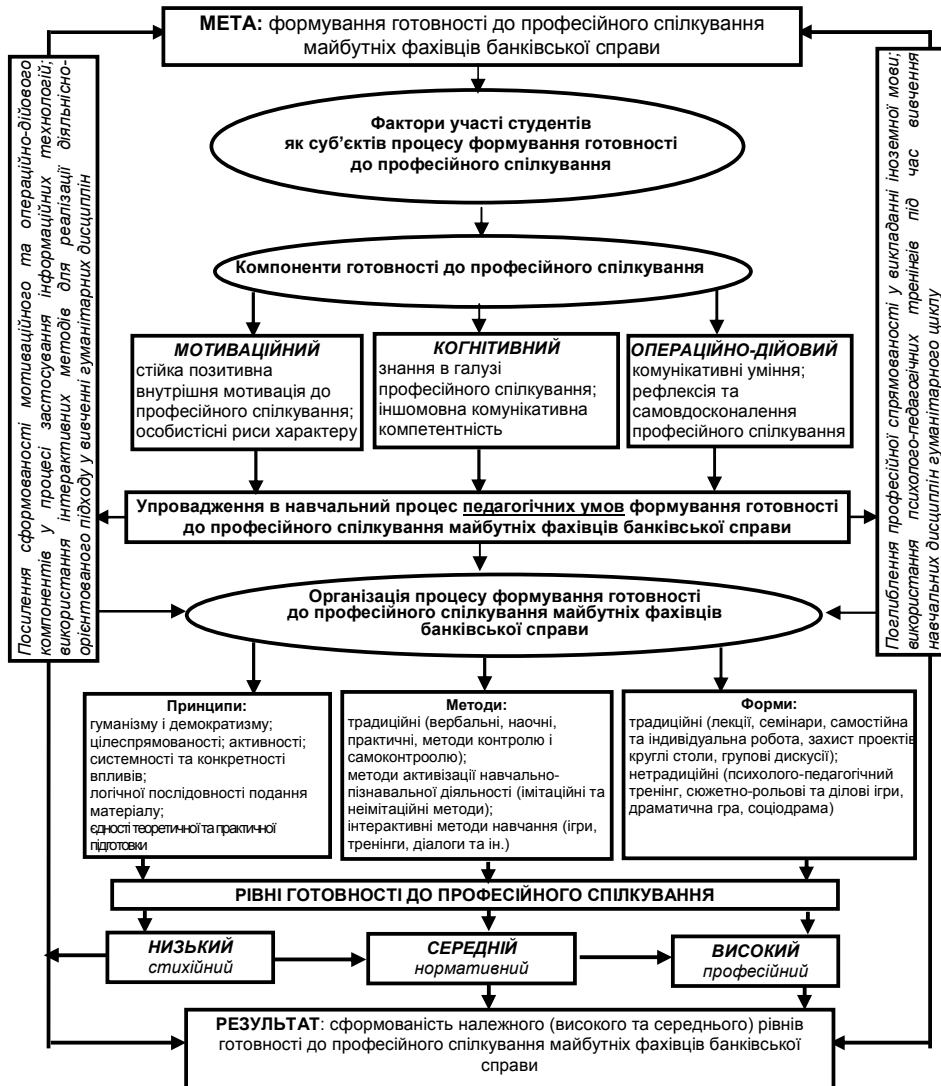 МЕТА: формування готовності до професійного спілкування
майбутніх фахівців банківської справи
Посилення сформованості мотиваційного та операційно-дійового
компонентів у процесі застосування інформаційних технологій;
використання інтерактивних методів для реалізації діяльнісно-
орієнтованого підходу у вивченні гуманітарних дисциплін
Поглиблення професійної спрямованості у викладанні іноземної мови;
використання психолого-педагогічних тренінгів під час вивчення
навчальних дисциплін гуманітарного циклу
Фактори участі студентів
як суб’єктів процесу формування готовності
до професійного спілкування
Компоненти готовності до професійного спілкування
МОТИВАЦІЙНИЙ
стійка позитивна
внутрішня мотивація до
професійного спілкування;
особистісні риси характеру
КОГНІТИВНИЙ
знання в галузі
професійного спілкування;
іншомовна комунікативна
компетентність
ОПЕРАЦІЙНО-ДІЙОВИЙ
комунікативні уміння;
рефлексія та
самовдосконалення
професійного спілкування
Упровадження в навчальний процес педагогічних умов формування готовності
до професійного спілкування майбутніх фахівців банківської справи
Організація процесу формування готовності
до професійного спілкування майбутніх фахівців
банківської справи
Принципи:
гуманізму і демократизму;
цілеспрямованості; активності;
системності та конкретності
впливів;
логічної послідовності подання
матеріалу;
єдності теоретичної та практичної
підготовки
Методи:
традиційні (вербальні, наочні,
практичні, методи контролю і
самоконтроолю);
методи активізації навчально-
пізнавальної діяльності (імітаційні та
неімітаційні методи);
інтерактивні методи навчання (ігри,
тренінги, діалоги та ін.)
Форми:
традиційні (лекції, семінари, самостійна
та індивідуальна робота, захист проектів
круглі столи, групові дискусії);
нетрадиційні (психолого-педагогічний
тренінг, сюжетно-рольові та ділові ігри,
драматична гра, соціодрама)
РІВНІ ГОТОВНОСТІ ДО ПРОФЕСІЙНОГО СПІЛКУВАННЯ
НИЗЬКИЙ
стихійний
СЕРЕДНІЙ
нормативний
ВИСОКИЙ
професійний
РЕЗУЛЬТАТ: сформованість належного (високого та середнього) рівнів
готовності до професійного спілкування майбутніх фахівців банківської
справи